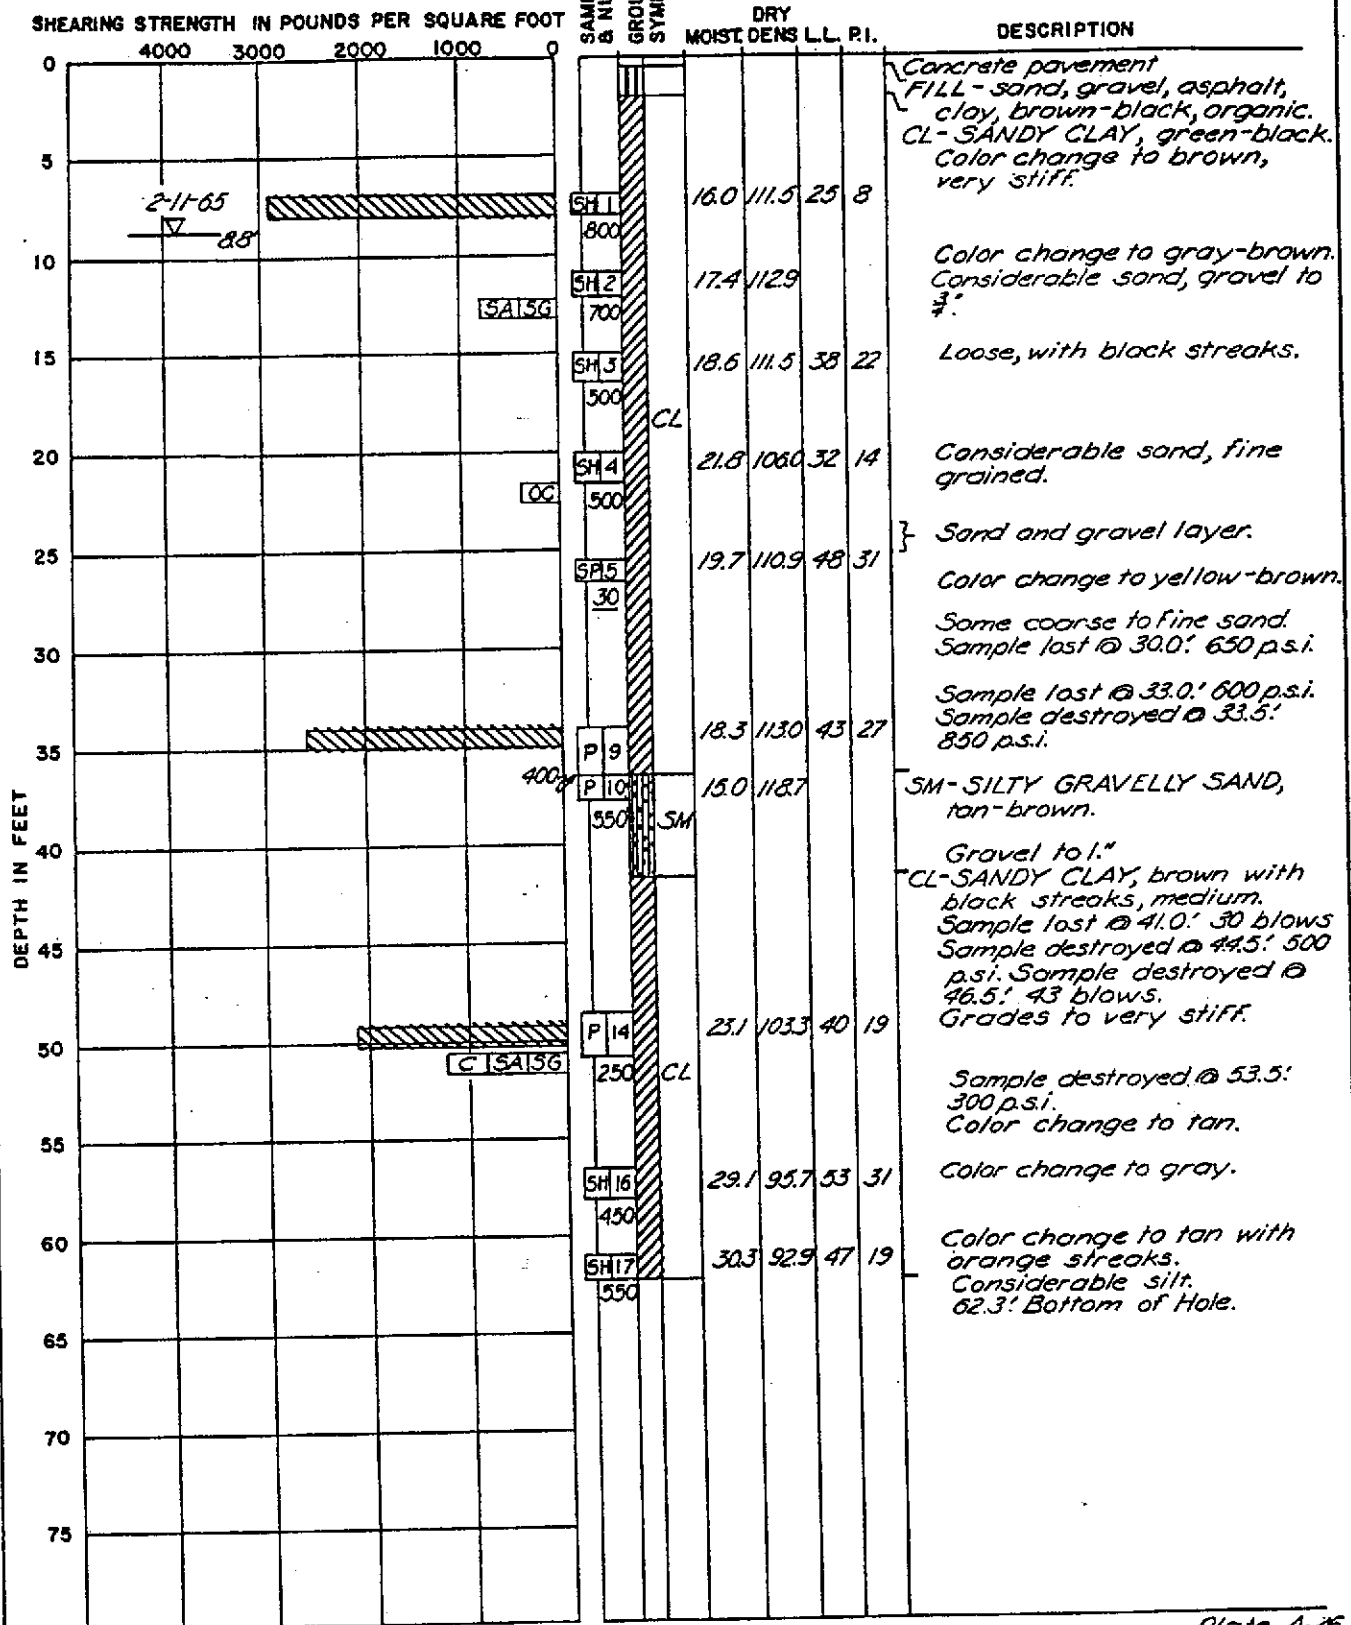 SHEARING STRENGTH IN POUNDS PER SQUARE FOOT
4000 3000 2000 1000 0
DRY
MOIST. DENS L.L. P.I.
DESCRIPTION
DEPTH IN FEET
0
Concrete pavement
FILL - sand, gravel, asphalt,
clay, brown-black, organic.
CL - SANDY CLAY, green-black.
5
Color change to brown,
very stiff.
2-11-65
8.8'
SH 1 16.0 111.5 25 8
800
10
Color change to gray-brown.
SH 2 17.4 112.9
Considerable sand, gravel to
3/4".
SA SG
700
15
SH 3 18.6 111.5 38 22
Loose, with black streaks.
500
CL
20
SH 4 21.8 106.0 32 14
Considerable sand, fine
grained.
OC
500
Sand and gravel layer.
25
SP 5 19.7 110.9 48 31
30
Color change to yellow-brown.
Some coarse to fine sand.
30
Sample lost @ 30.0'. 650 p.s.i.
Sample lost @ 33.0'. 600 p.s.i.
Sample destroyed @ 33.5'.
850 p.s.i.
35
P 9 18.3 113.0 43 27
400
P 10 15.0 118.7
550
SM
SM - SILTY GRAVELLY SAND,
tan-brown.
40
Gravel to 1."
CL - SANDY CLAY, brown with
black streaks, medium.
Sample lost @ 41.0'. 30 blows
45
Sample destroyed @ 44.5'. 500
p.s.i. Sample destroyed @
46.5'. 43 blows.
Grades to very stiff.
50
P 14 23.1 103.3 40 19
C SA SG
250
CL
Sample destroyed @ 53.5'.
300 p.s.i.
Color change to tan.
55
SH 16 29.1 95.7 53 31
Color change to gray.
450
60
SH 17 30.3 92.9 47 19
550
Color change to tan with
orange streaks.
Considerable silt.
62.3'. Bottom of Hole.
65
70
75